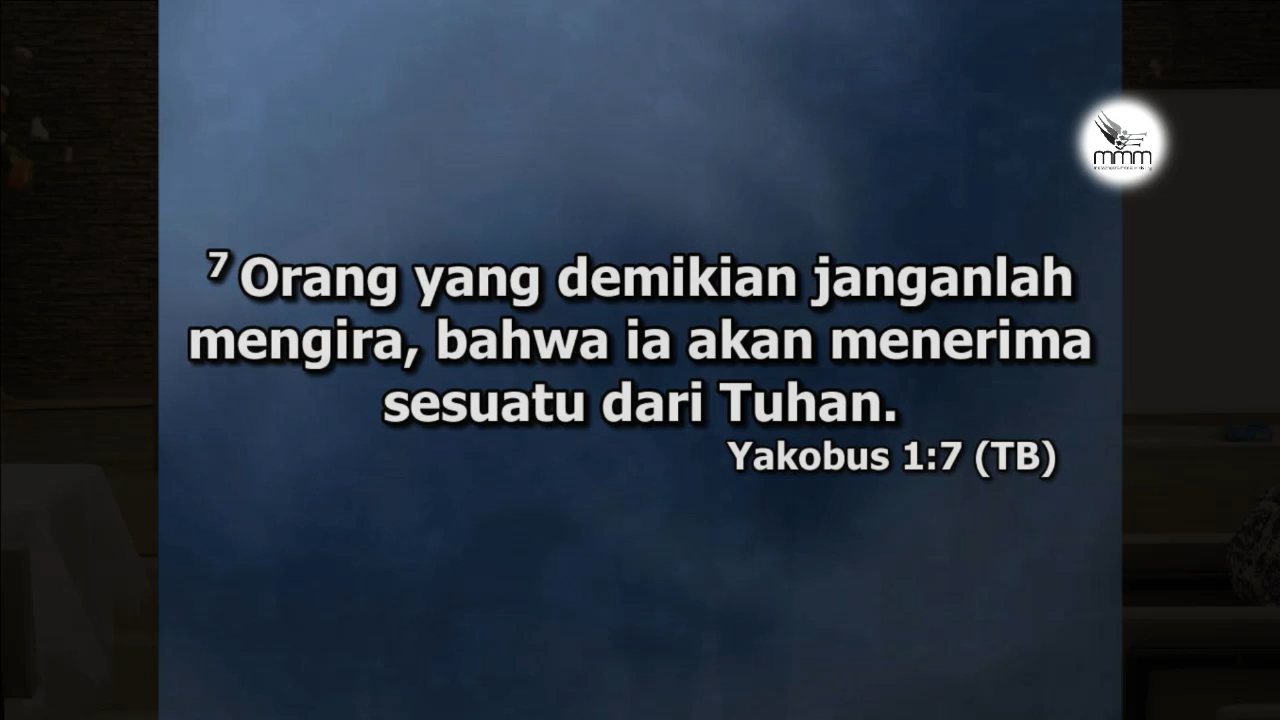 7 Orang yang demikian janganlah
mengira, bahwa ia akan menerima
sesuatu dari Tuhan.
Yakobus 1:7 (TB)
mmm